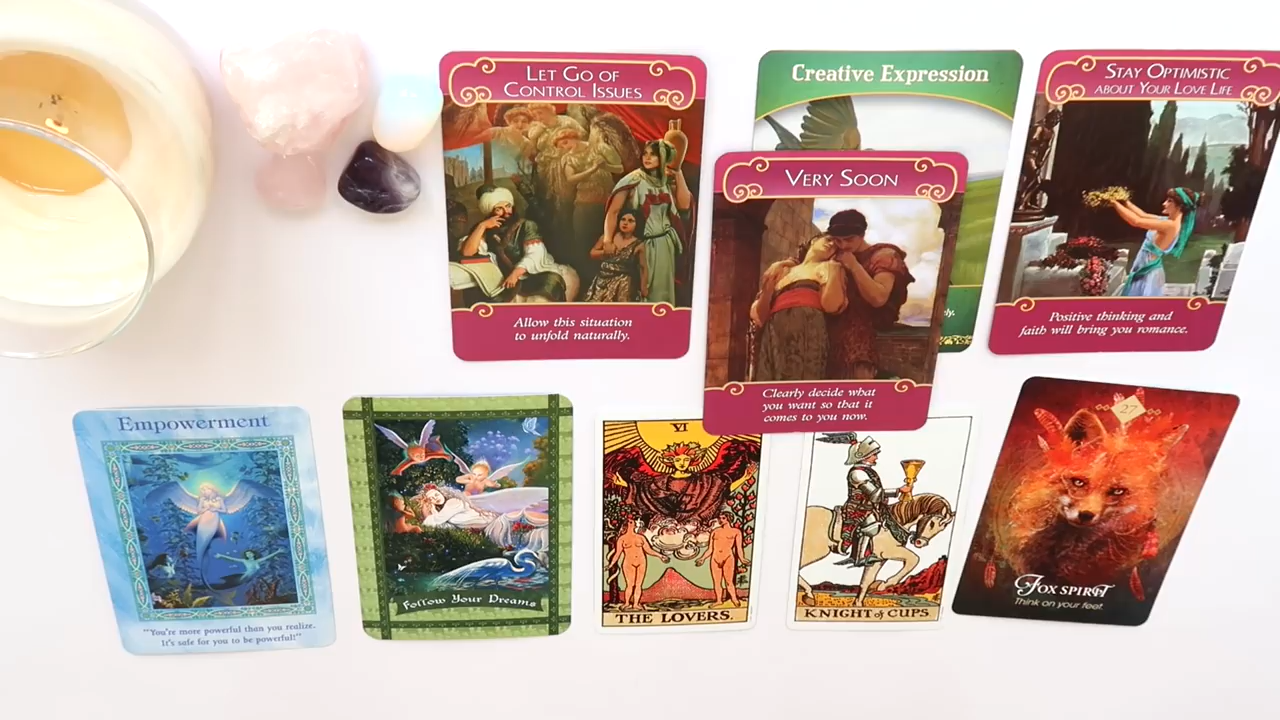 LET GO OF
CONTROL ISSUES
Allow this situation
to unfold naturally.
Creative Expression
VERY SOON
Clearly decide what
you want so that it
comes to you now.
STAY OPTIMISTIC
ABOUT YOUR LOVE LIFE
Positive thinking and
faith will bring you romance.
Empowerment
"You're more powerful than you realize.
It's safe for you to be powerful!"
Follow Your Dreams
VI
THE LOVERS.
KNIGHT of CUPS
27
FOX SPIRIT
Think on your feet.